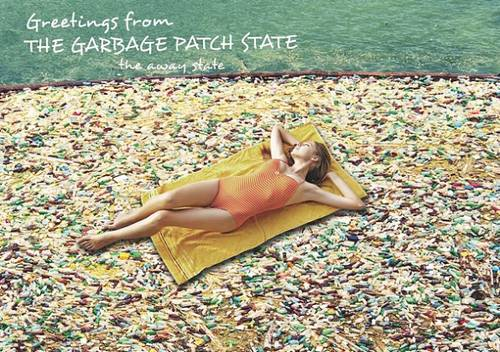 Greetings from
THE GARBAGE PATCH STATE
the away state